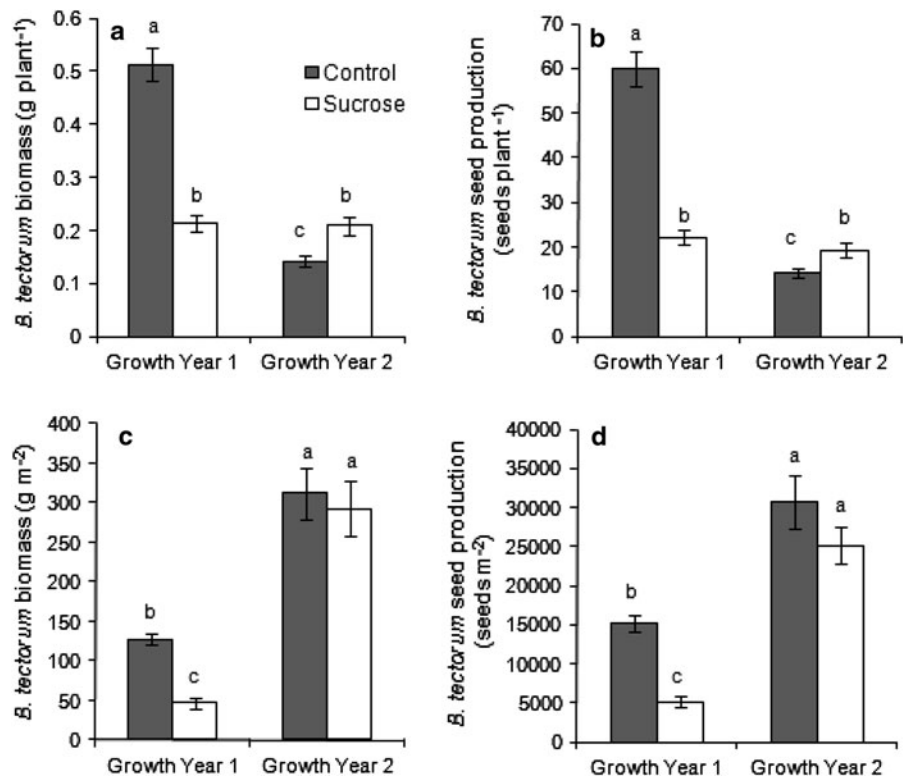 a
B. tectorum biomass (g plant⁻¹)
0.6
0.5
0.4
0.3
0.2
0.1
0
a
b
c
b
Control
Sucrose
Growth Year 1
Growth Year 2
b
B. tectorum seed production
(seeds plant⁻¹)
70
60
50
40
30
20
10
0
a
b
c
b
Growth Year 1
Growth Year 2
c
B. tectorum biomass (g m⁻²)
400
350
300
250
200
150
100
50
0
b
c
a
a
Growth Year 1
Growth Year 2
d
B. tectorum seed production
(seeds m⁻²)
40000
35000
30000
25000
20000
15000
10000
5000
0
b
c
a
a
Growth Year 1
Growth Year 2